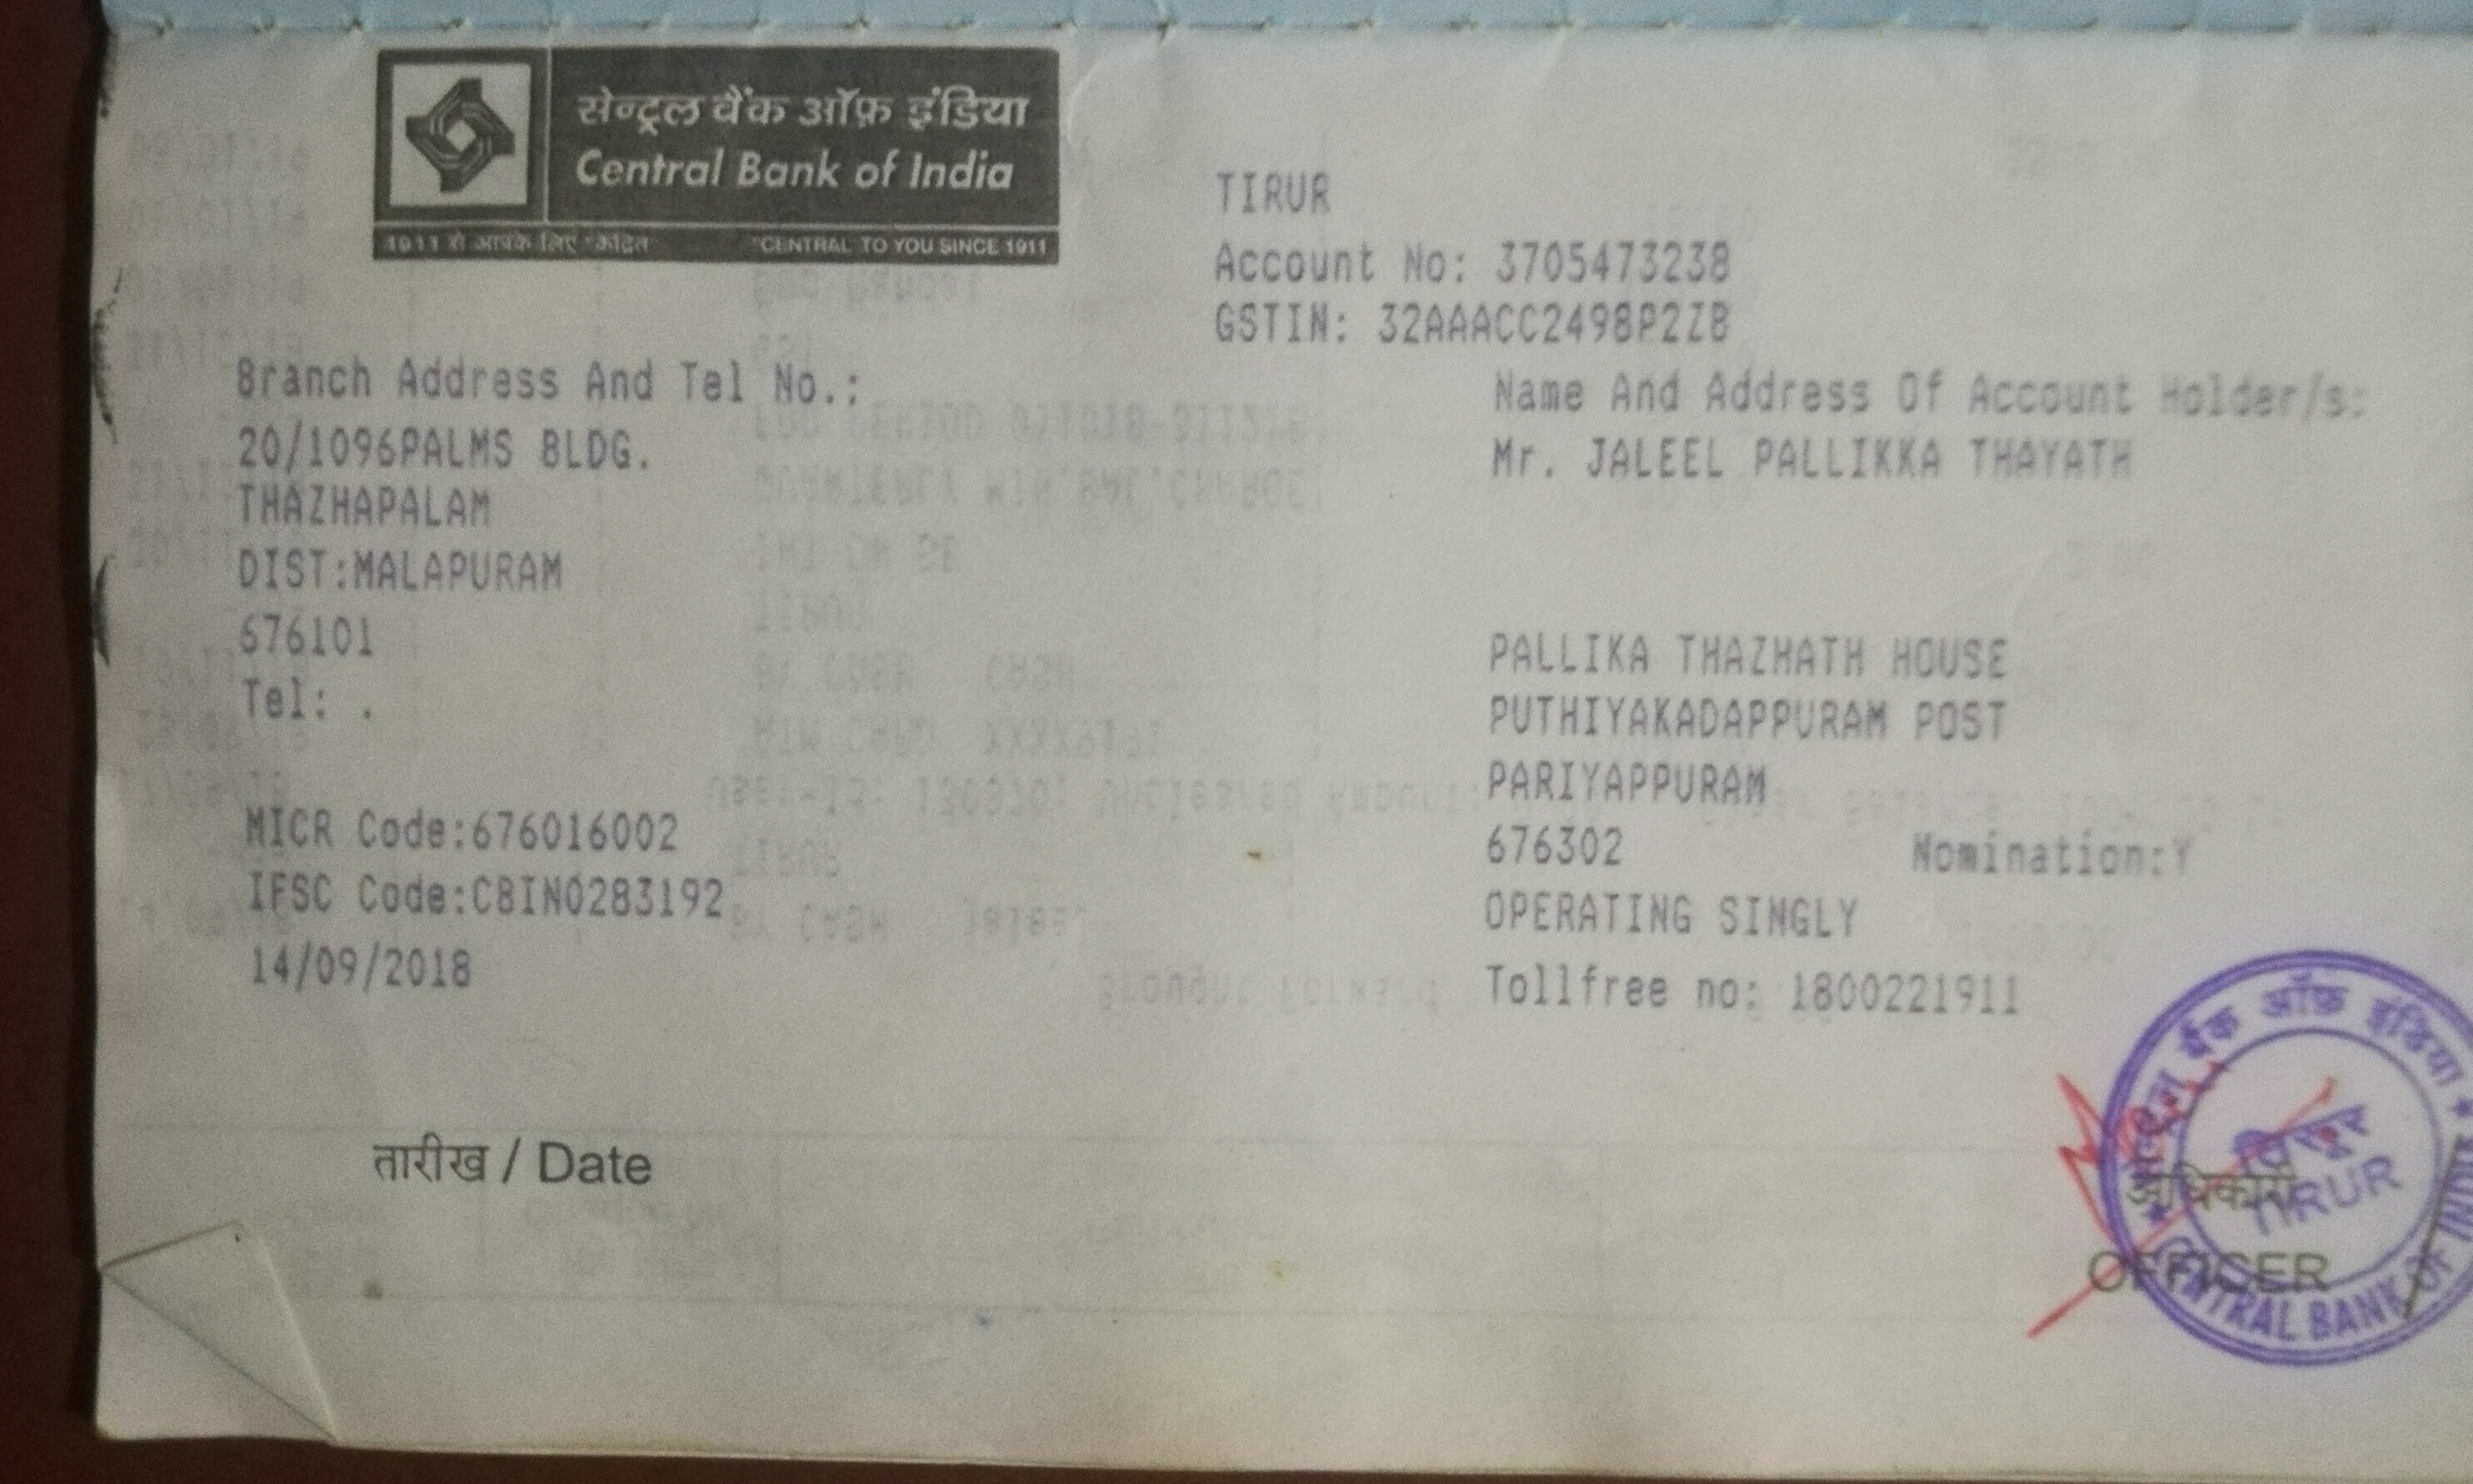 सेन्ट्रल बैंक ऑफ़ इंडिया
Central Bank of India
1911 से आपके लिए "केंद्रित" "CENTRAL TO YOU SINCE 1911
TIRUR
Account No: 3705473238
GSTIN: 32AAACC2498P2ZB
Branch Address And Tel No.:
20/1096PALMS BLDG.
THAZHAPALAM
DIST:MALAPURAM
676101
Tel: .
MICR Code:676016002
IFSC Code:CBIN0283192
14/09/2018
Name And Address Of Account Holder/s:
Mr. JALEEL PALLIKKA THAYATH
PALLIKA THAZHATH HOUSE
PUTHIYAKADAPPURAM POST
PARIYAPPURAM
676302 Nomination:Y
OPERATING SINGLY
Tollfree no: 1800221911
तारीख / Date
अधिकारी
OFFICER
सेन्ट्रल बैंक ऑफ़ इंडिया
तिरूर
TIRUR
CENTRAL BANK OF INDI